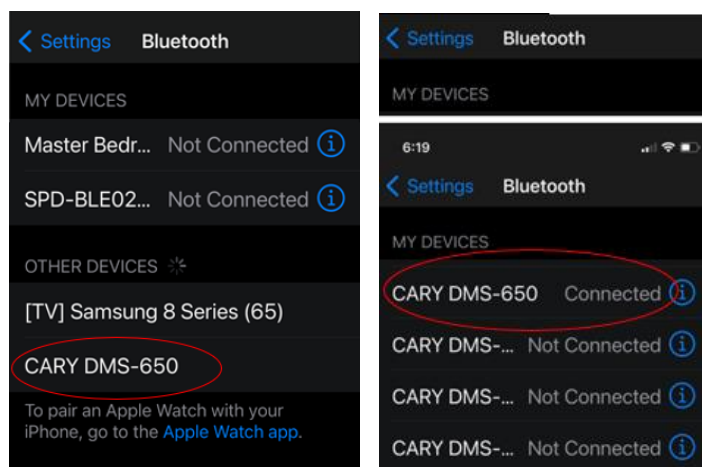 Settings Bluetooth
MY DEVICES
Master Bedr... Not Connected
SPD-BLE02... Not Connected
OTHER DEVICES
[TV] Samsung 8 Series (65)
CARY DMS-650
To pair an Apple Watch with your
iPhone, go to the Apple Watch app.
Settings Bluetooth
MY DEVICES
6:19
Settings Bluetooth
MY DEVICES
CARY DMS-650 Connected
CARY DMS-... Not Connected
CARY DMS-... Not Connected
CARY DMS-... Not Connected